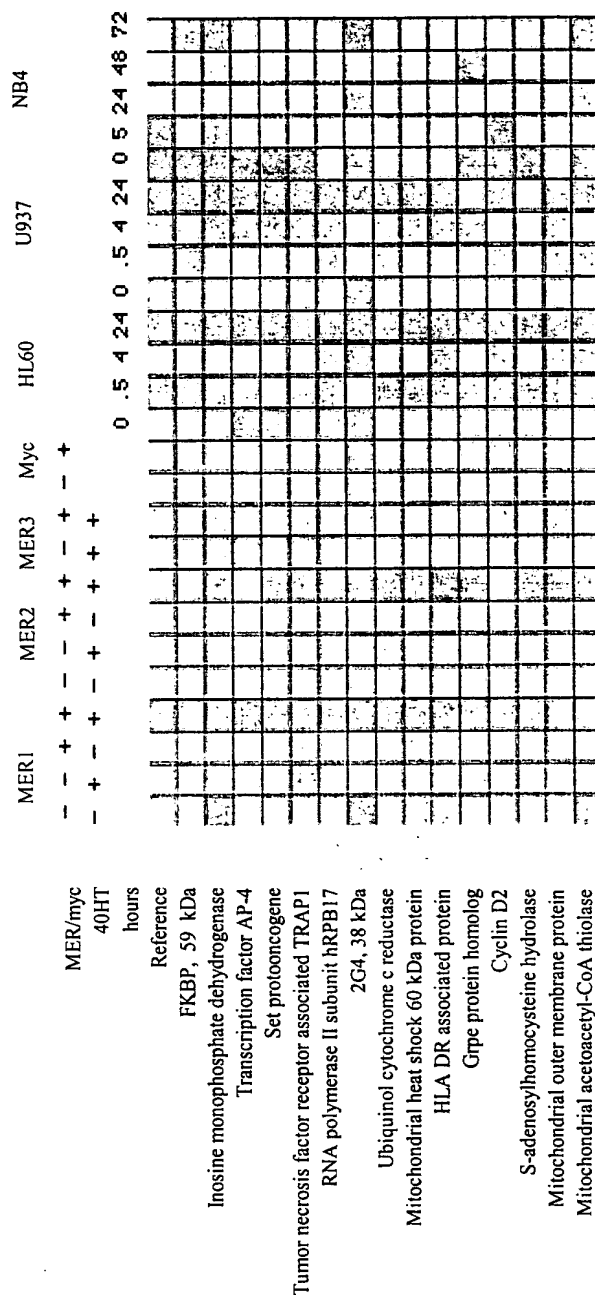 MER1 MER2 MER3 Myc HL60 U937 NB4
MER/myc − − + + − − + + − + − +
40HT − + − + − + − + + +
hours 0 .5 4 24 0 .5 4 24 0 5 24 48 72
Reference
FKBP, 59 kDa
Inosine monophosphate dehydrogenase
Transcription factor AP-4
Set protooncogene
Tumor necrosis factor receptor associated TRAP1
RNA polymerase II subunit hRPB17
2G4, 38 kDa
Ubiquinol cytochrome c reductase
Mitochondrial heat shock 60 kDa protein
HLA DR associated protein
Grpe protein homolog
Cyclin D2
S-adenosylhomocysteine hydrolase
Mitochondrial outer membrane protein
Mitochondrial acetoacetyl-CoA thiolase